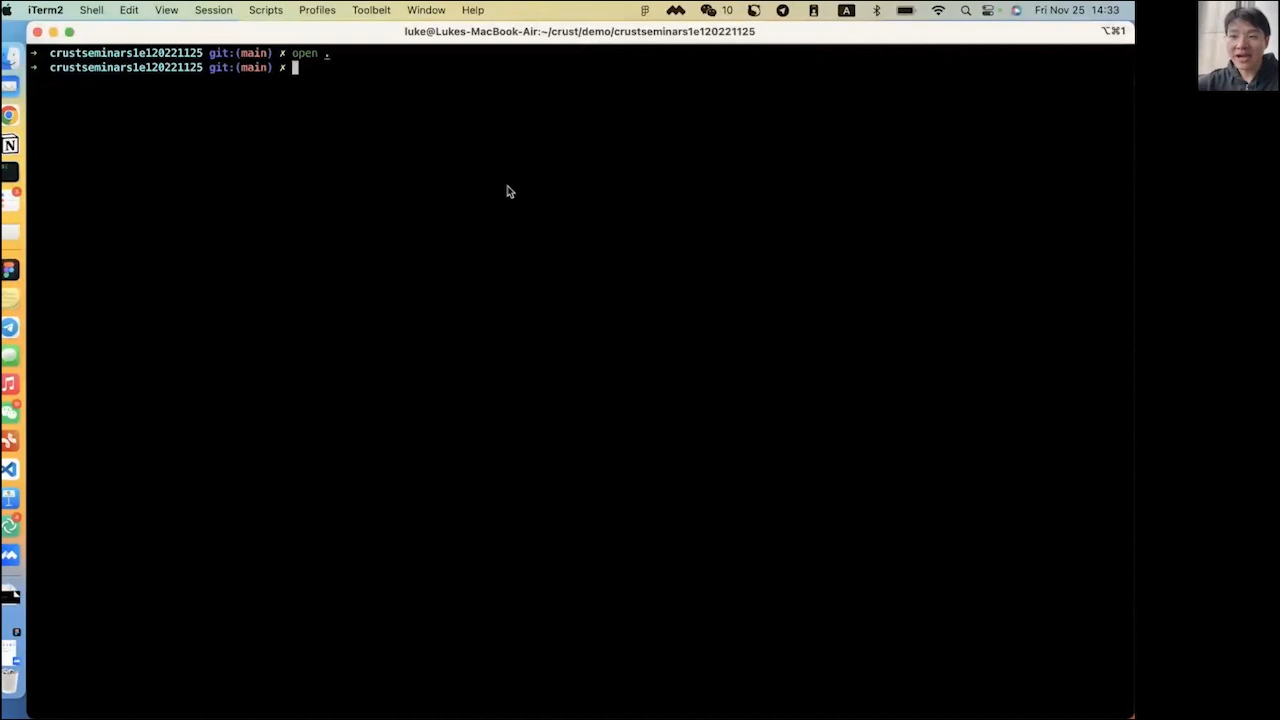 iTerm2 Shell Edit View Session Scripts Profiles Toolbelt Window Help 10 A Fri Nov 25 14:33
luke@Lukes-MacBook-Air:~/crust/demo/crustseminars1e120221125 ⌥⌘1
➜ crustseminars1e120221125 git:(main) ✗ open .
➜ crustseminars1e120221125 git:(main) ✗